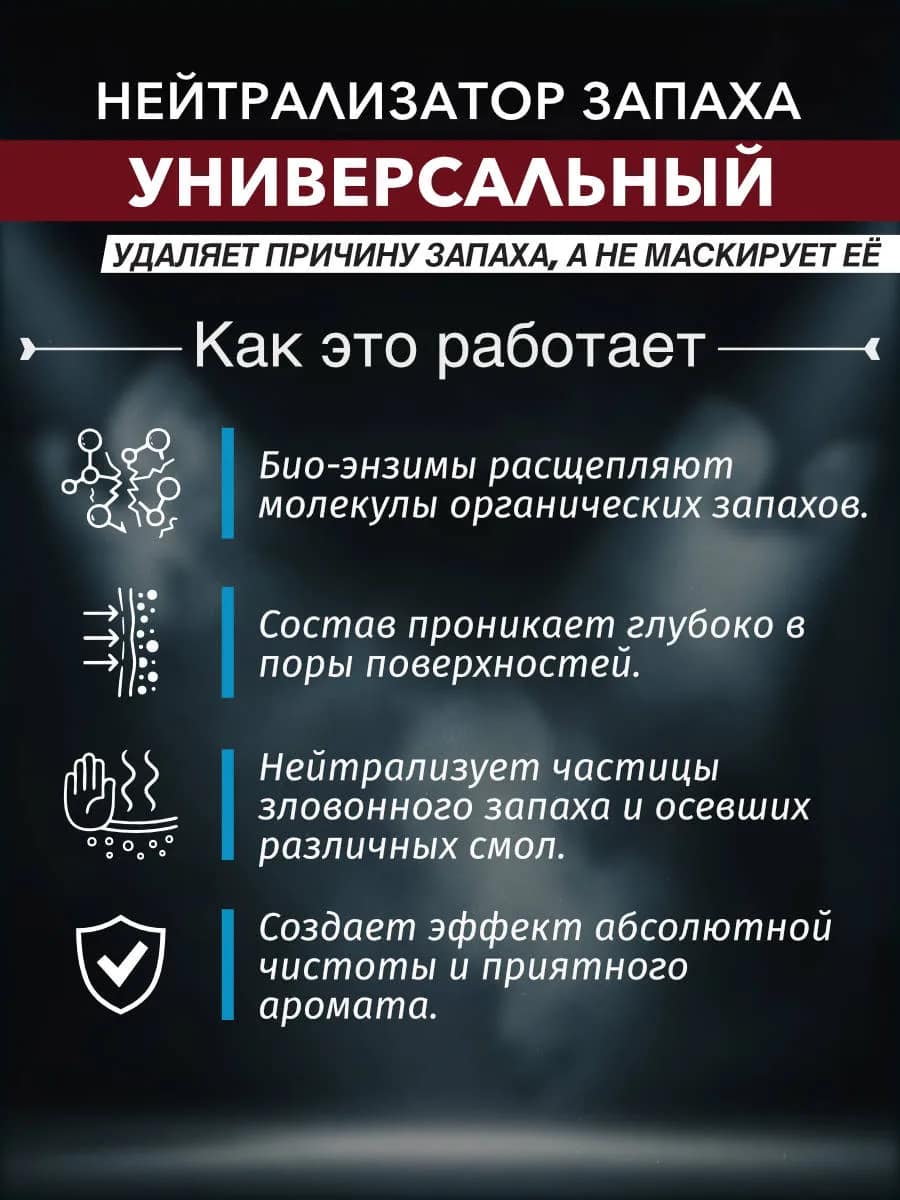 НЕЙТРАЛИЗАТОР ЗАПАХА
УНИВЕРСАЛЬНЫЙ
УДАЛЯЕТ ПРИЧИНУ ЗАПАХА, А НЕ МАСКИРУЕТ ЕЁ
Как это работает
Био-энзимы расщепляют
молекулы органических запахов.
Состав проникает глубоко в
поры поверхностей.
Нейтрализует частицы
зловонного запаха и осевших
различных смол.
Создает эффект абсолютной
чистоты и приятного
аромата.